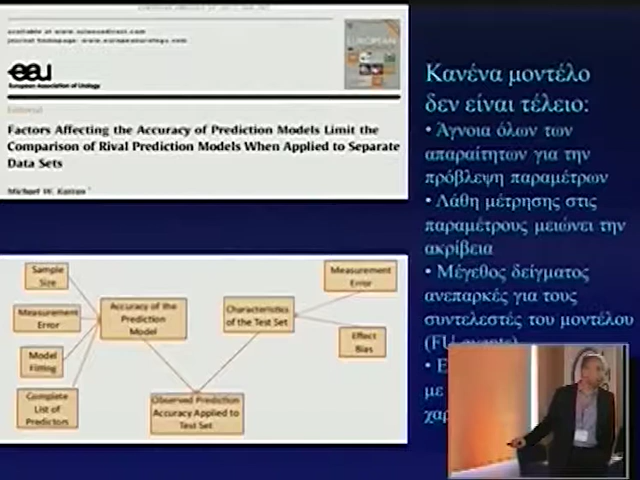 available at www.sciencedirect.com
journal homepage: www.europeanurology.com
EUROPEAN
eau
European Association of Urology
Editorial
Factors Affecting the Accuracy of Prediction Models Limit the
Comparison of Rival Prediction Models When Applied to Separate
Data Sets
Michael W. Kattan *
Sample
Size
Measurement
Error
Model
Fitting
Complete
List of
Predictors
Accuracy of the
Prediction
Model
Characteristics
of the Test Set
Measurement
Error
Effect
Bias
Observed Prediction
Accuracy Applied to
Test Set
Κανένα μοντέλο
δεν είναι τέλειο:
• Άγνοια όλων των
απαραίτητων για την
πρόβλεψη παραμέτρων
• Λάθη μέτρησης στις
παραμέτρους μειώνει την
ακρίβεια
• Μέγεθος δείγματος
ανεπαρκές για τους
συντελεστές του μοντέλου
(FU
με